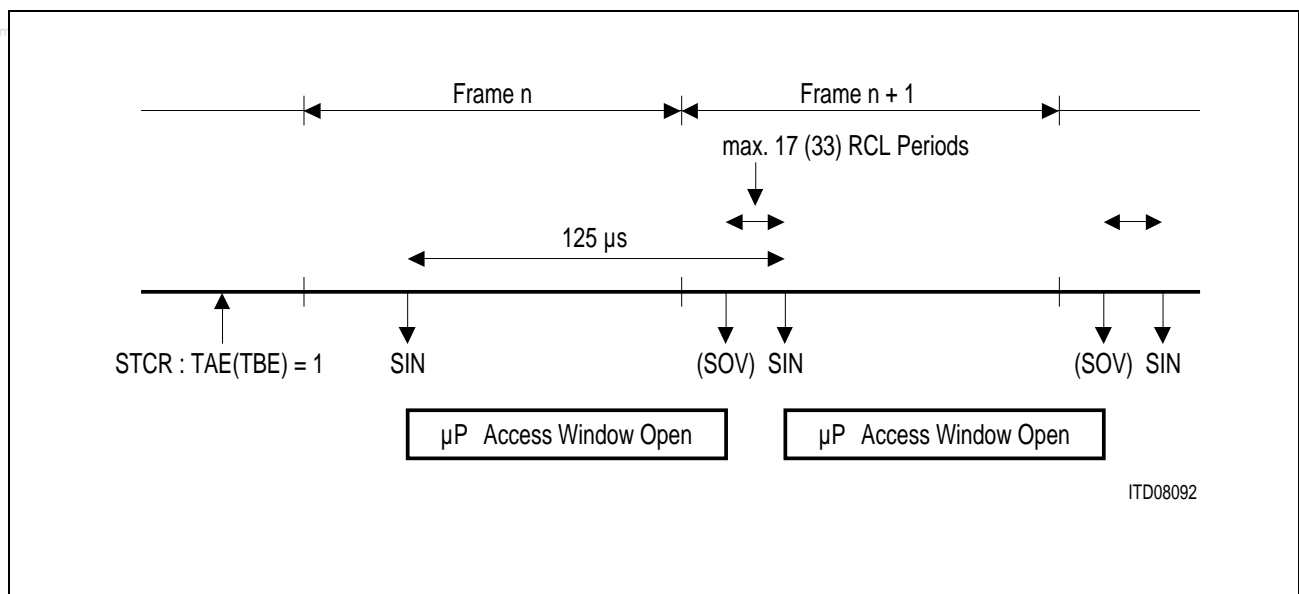 Frame n
Frame n + 1
max. 17 (33) RCL Periods
125 µs
STCR : TAE(TBE) = 1
SIN
(SOV) SIN
(SOV) SIN
µP Access Window Open
µP Access Window Open
ITD08092